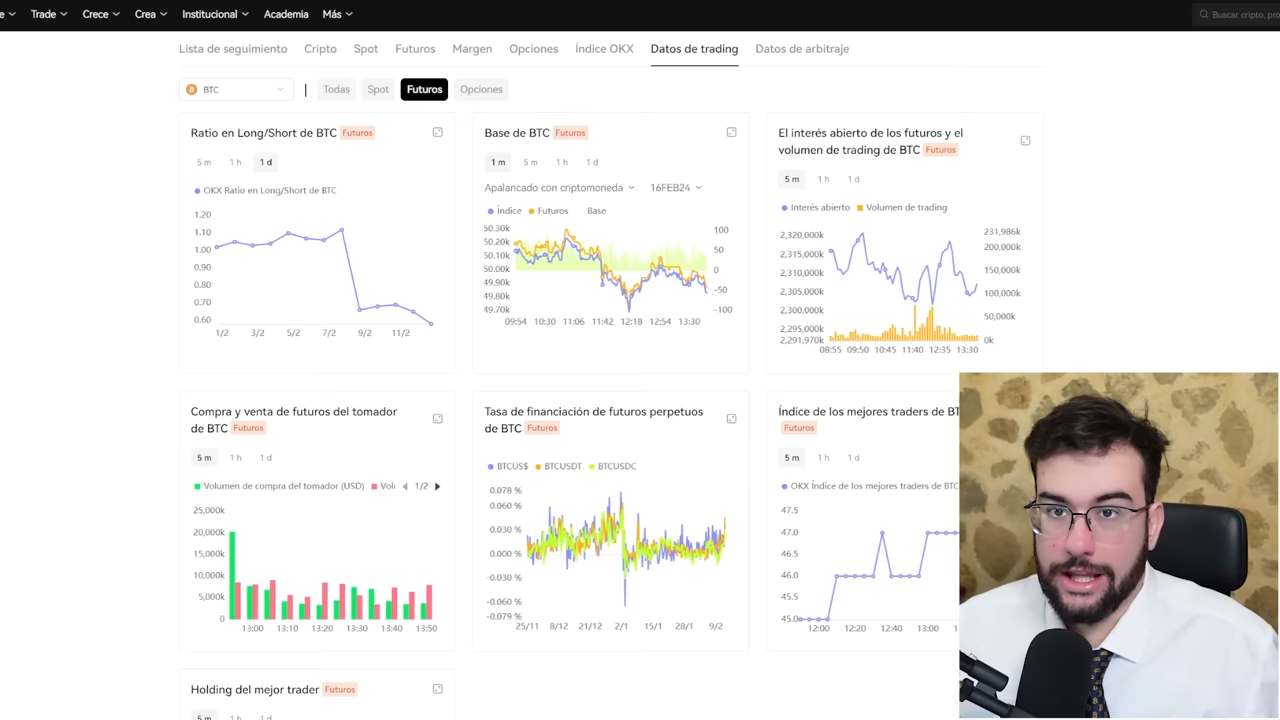 Trade Crece Crea Institucional Academia Más Buscar cripto,
Lista de seguimiento Cripto Spot Futuros Margen Opciones Índice OKX Datos de trading Datos de arbitraje
BTC Todas Spot Futuros Opciones
Ratio en Long/Short de BTC Futuros
5 m 1 h 1 d
OKX Ratio en Long/Short de BTC
1.20
1.10
1.00
0.90
0.80
0.70
0.60
1/2 3/2 5/2 7/2 9/2 11/2
Base de BTC Futuros
1 m 5 m 1 h 1 d
Apalancado con criptomoneda 16FEB24
Índice Futuros Base
50.30k 100
50.20k 50
50.10k
50.00k 0
49.90k -50
49.80k
49.70k -100
09:54 10:30 11:06 11:42 12:18 12:54 13:30
El interés abierto de los futuros y el
volumen de trading de BTC Futuros
5 m 1 h 1 d
Interés abierto Volumen de trading
2,320,000k 231,986k
2,315,000k 200,000k
2,310,000k 150,000k
2,305,000k 100,000k
2,300,000k 50,000k
2,295,000k
2,291,970k 0k
08:55 09:50 10:45 11:40 12:35 13:30
Compra y venta de futuros del tomador
de BTC Futuros
5 m 1 h 1 d
Volumen de compra del tomador (USD) Volu 1/2
25,000k
20,000k
15,000k
10,000k
5,000k
0
13:00 13:10 13:20 13:30 13:40 13:50
Tasa de financiación de futuros perpetuos
de BTC Futuros
BTCUS$ BTCUSDT BTCUSDC
0.078 %
0.060 %
0.030 %
0.000 %
-0.030 %
-0.060 %
-0.079 %
25/11 8/12 21/12 2/1 15/1 28/1 9/2
Índice de los mejores traders de BT
Futuros
5 m 1 h 1 d
OKX Índice de los mejores traders de BTC
47.5
47.0
46.5
46.0
45.5
45.0
12:00 12:20 12:40 13:00
Holding del mejor trader Futuros
5 m 1 h 1 d